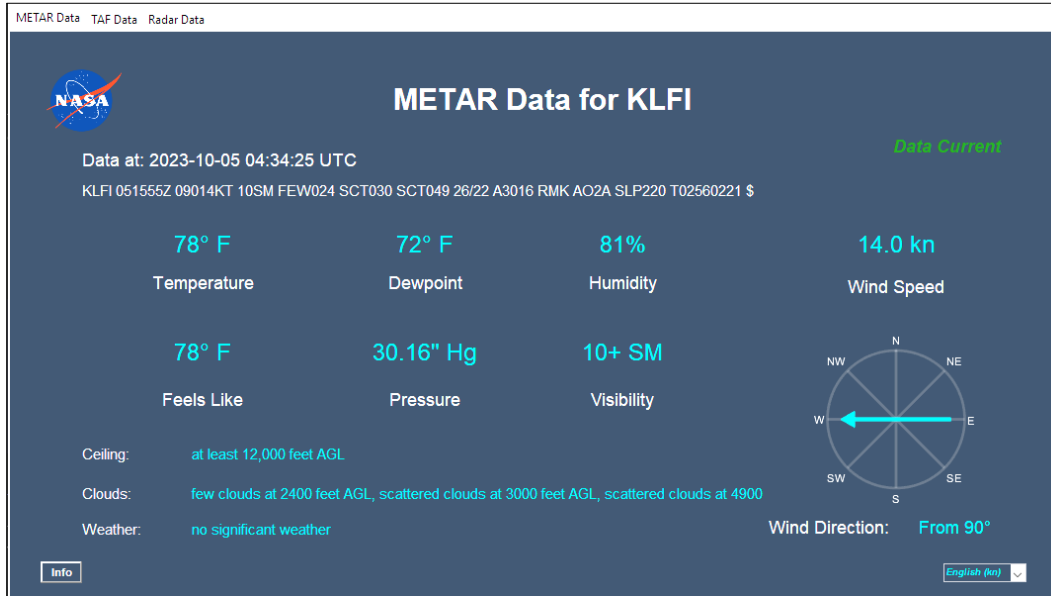 METAR Data TAF Data Radar Data
NASA
METAR Data for KLFI
Data Current
Data at: 2023-10-05 04:34:25 UTC
KLFI 051555Z 09014KT 10SM FEW024 SCT030 SCT049 26/22 A3016 RMK AO2A SLP220 T02560221 $
78° F 72° F 81% 14.0 kn
Temperature Dewpoint Humidity Wind Speed
78° F 30.16" Hg 10+ SM
Feels Like Pressure Visibility
N
NW NE
W E
SW SE
S
Ceiling: at least 12,000 feet AGL
Clouds: few clouds at 2400 feet AGL, scattered clouds at 3000 feet AGL, scattered clouds at 4900
Weather: no significant weather
Wind Direction: From 90°
Info
English (kn)